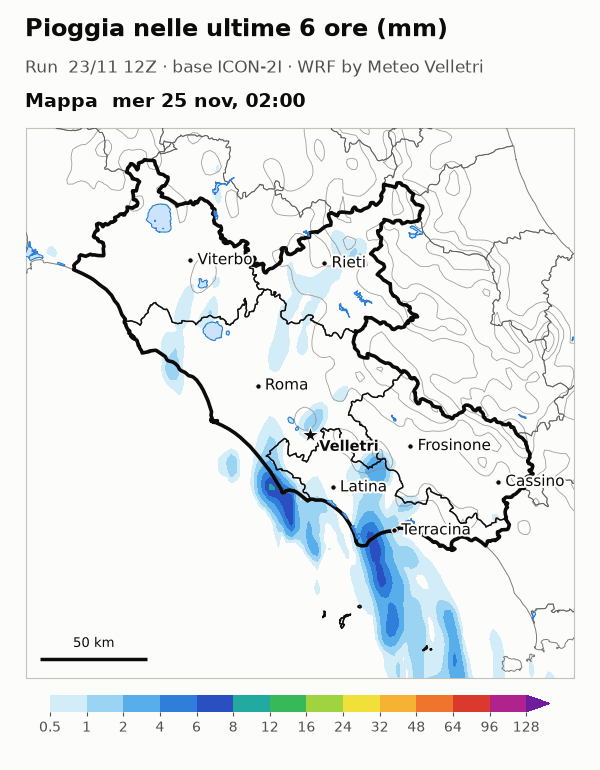 Pioggia nelle ultime 6 ore (mm)
Run  23/11 12Z · base ICON-2I · WRF by Meteo Velletri
Mappa  mer 25 nov, 02:00
Viterbo
Rieti
Roma
Velletri
Frosinone
Latina
Cassino
Terracina
50 km
0.5 1 2 4 6 8 12 16 24 32 48 64 96 128